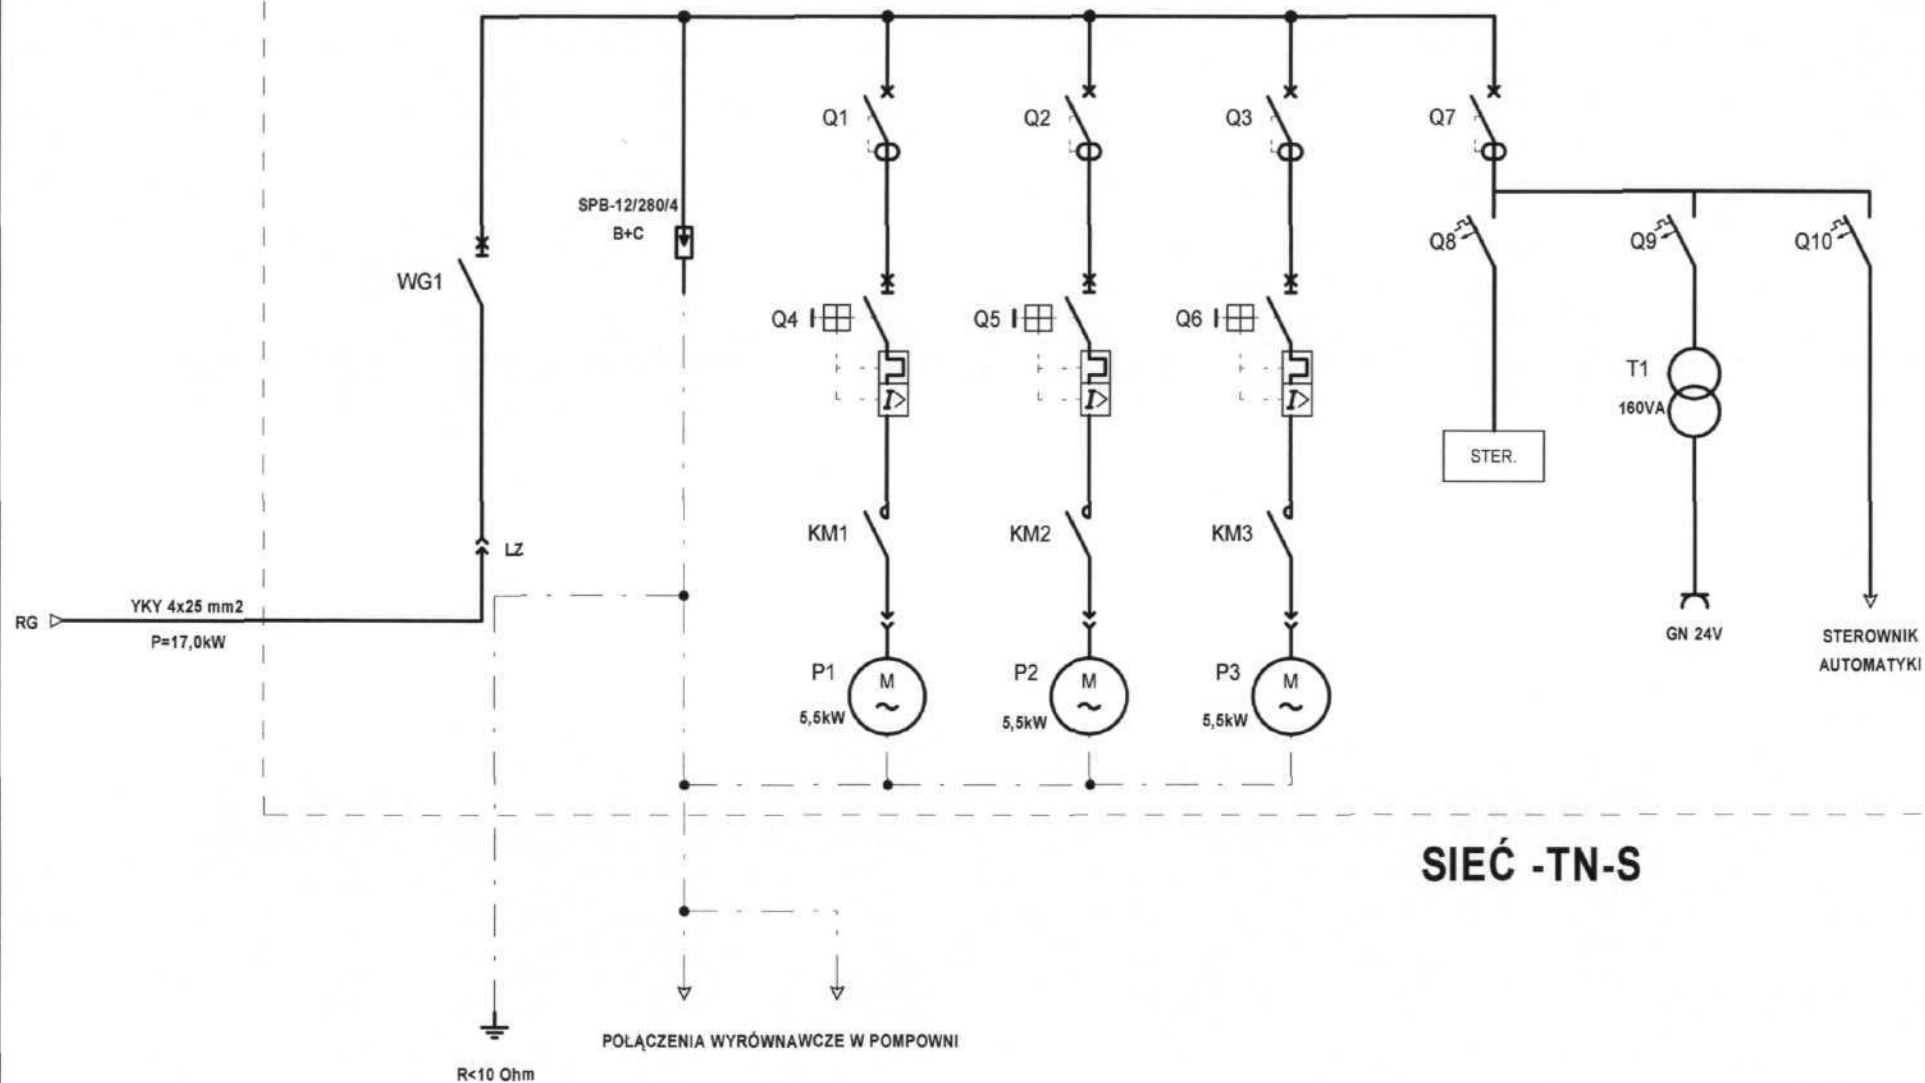 Q1
Q2
Q3
Q7
SPB-12/280/4
B+C
WG1
Q8
Q9
Q10
Q4
Q5
Q6
I>
I>
I>
T1
160VA
STER.
KM1
KM2
KM3
LZ
YKY 4x25 mm2
RG
P=17,0kW
GN 24V
STEROWNIK
AUTOMATYKI
P1
M
~
5,5kW
P2
M
~
5,5kW
P3
M
~
5,5kW
SIEĆ -TN-S
POŁĄCZENIA WYRÓWNAWCZE W POMPOWNI
R<10 Ohm